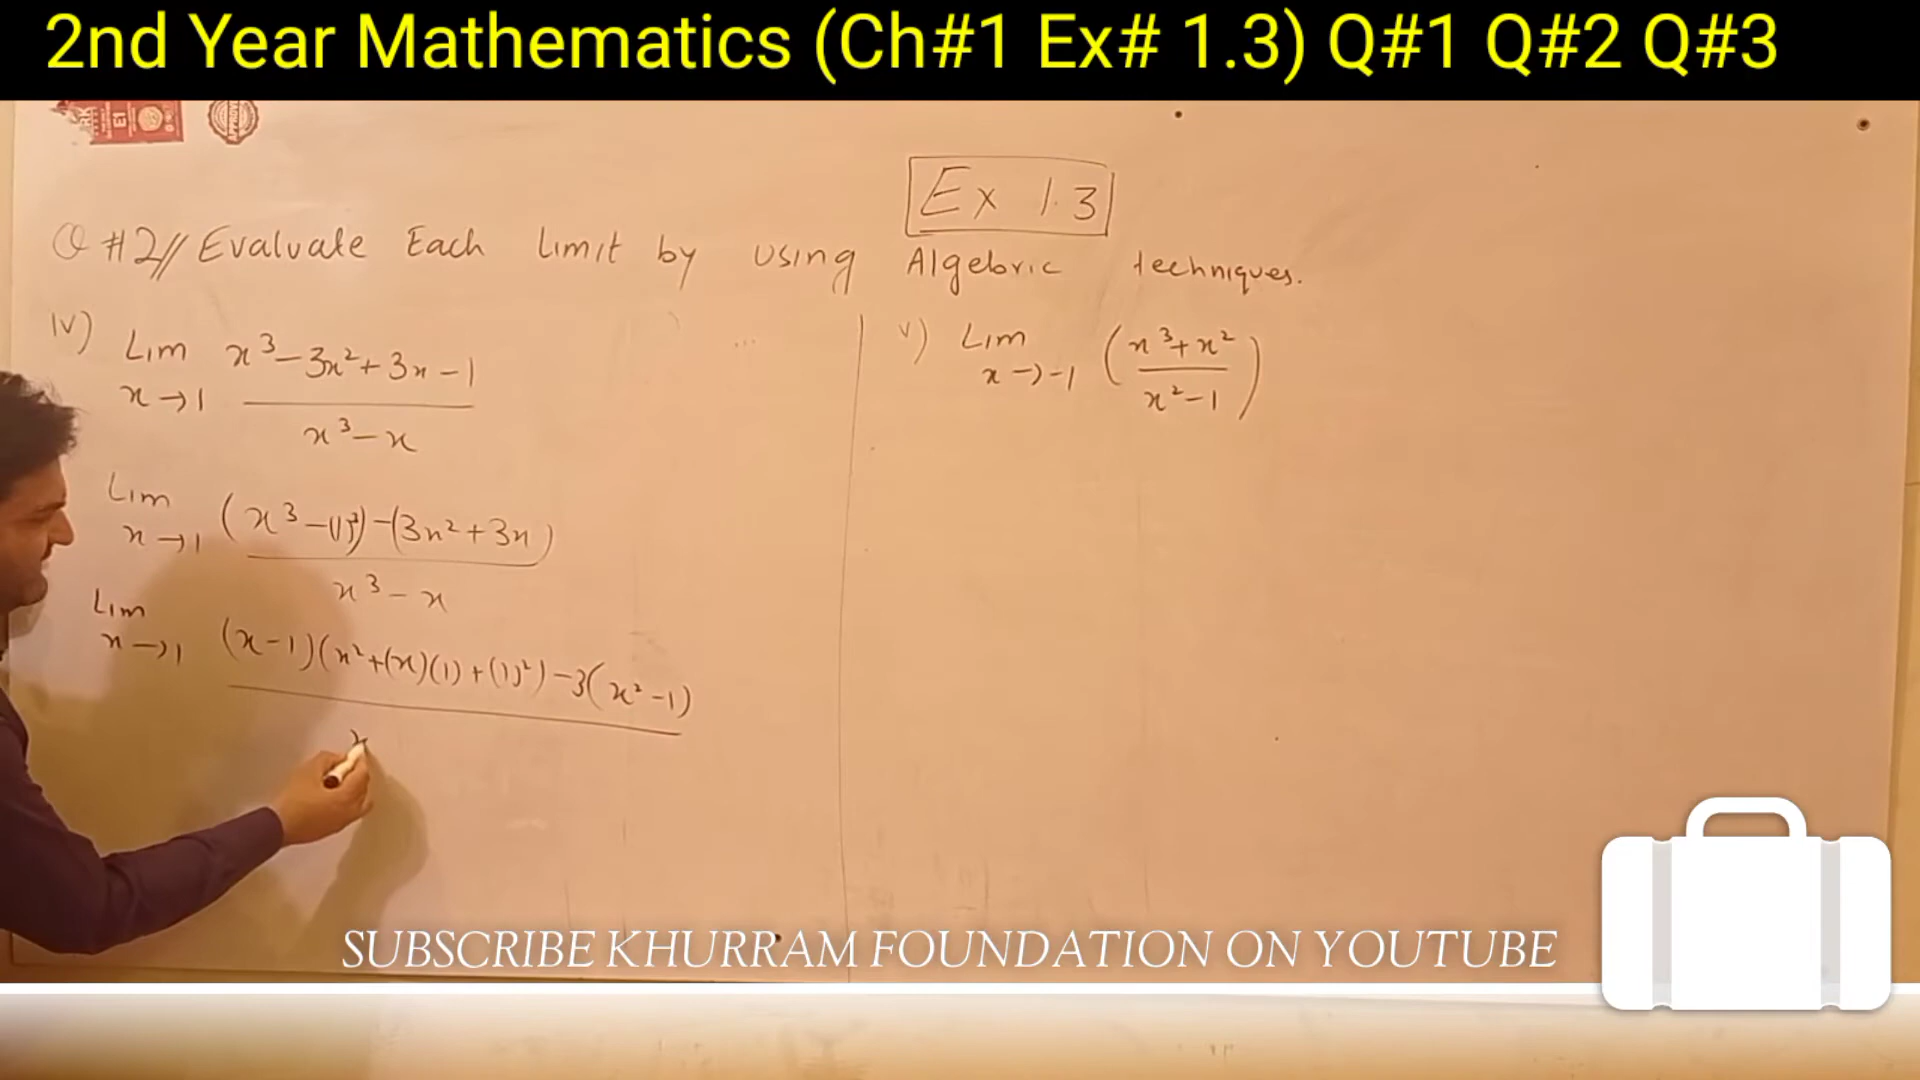 2nd Year Mathematics (Ch#1 Ex# 1.3) Q#1 Q#2 Q#3
E1
APPROVED
Ex 1.3
Q #2// Evaluate Each Limit by using Algebric techniques.
iv) Lim x→1 x³-3x²+3x-1 / x³-x
v) Lim x→-1 (x³+x² / x²-1)
Lim x→1 (x³-(1)³)-(3x²+3x) / x³-x
Lim x→1 (x-1)(x²+(x)(1)+(1)²)-3(x²-1)
SUBSCRIBE KHURRAM FOUNDATION ON YOUTUBE